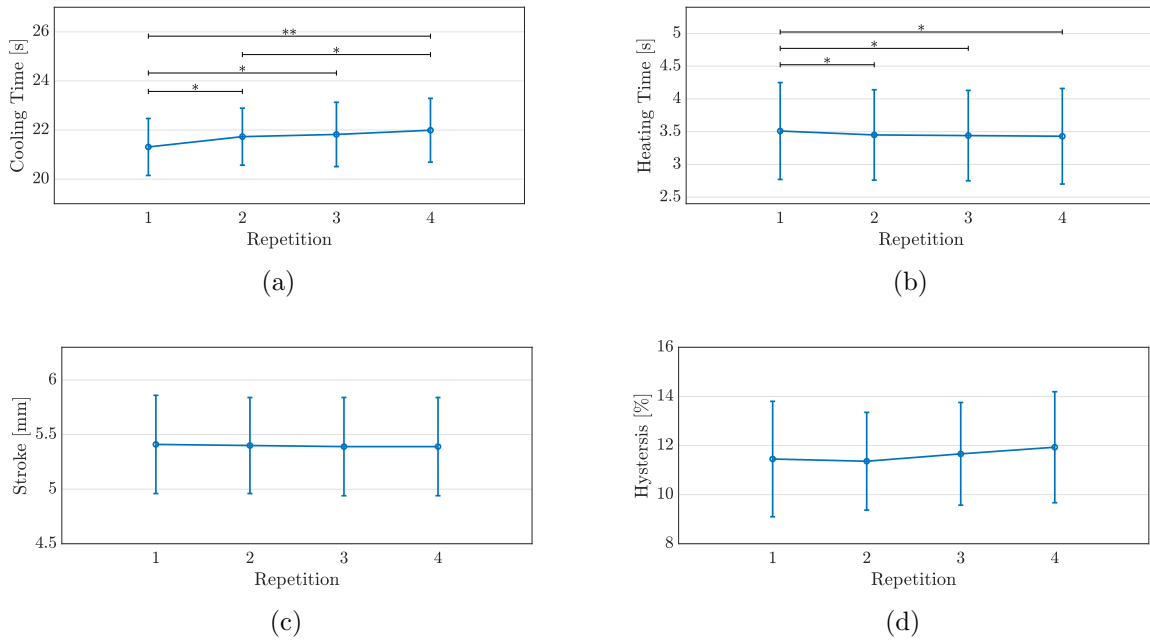 Cooling Time [s]
26
24
22
20
**
*
*
*
1 2 3 4
Repetition
(a)
Heating Time [s]
5
4.5
4
3.5
3
2.5
*
*
*
1 2 3 4
Repetition
(b)
Stroke [mm]
6
5.5
5
4.5
1 2 3 4
Repetition
(c)
Hystersis [%]
16
14
12
10
8
1 2 3 4
Repetition
(d)